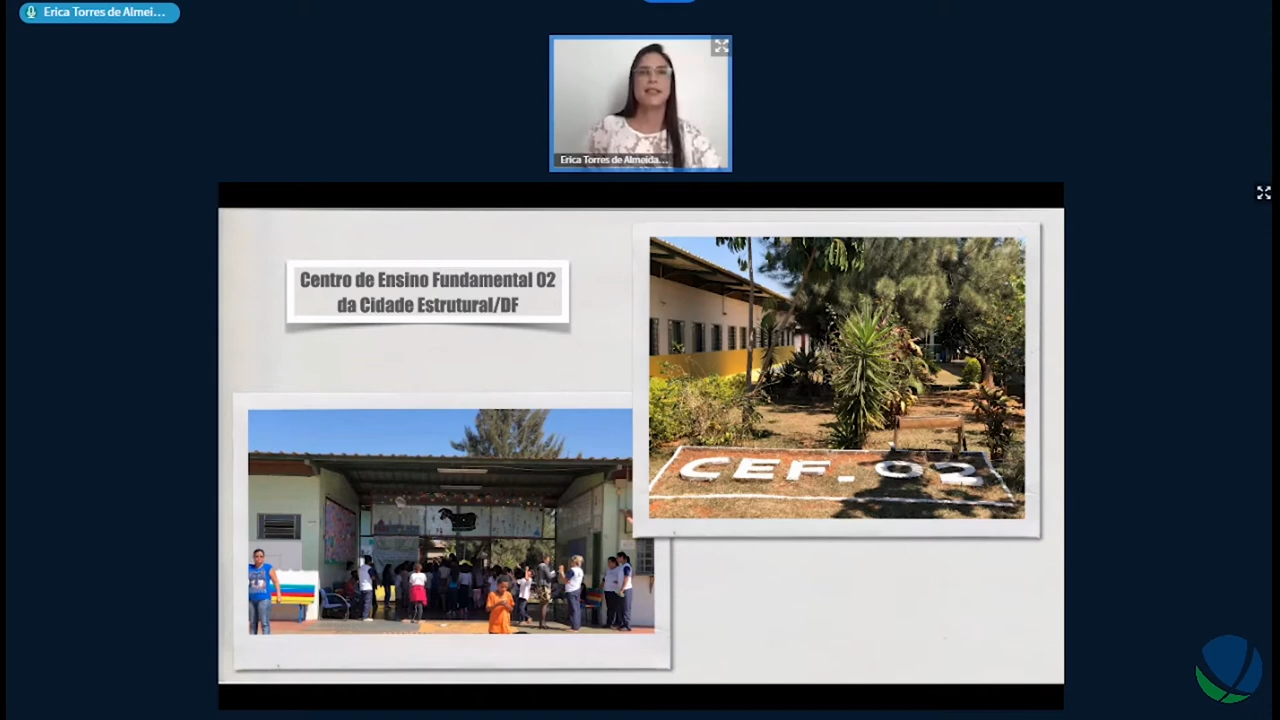 Erica Torres de Almei...
Erica Torres de Almeida...
Centro de Ensino Fundamental 02
da Cidade Estrutural/DF
CEF. 02